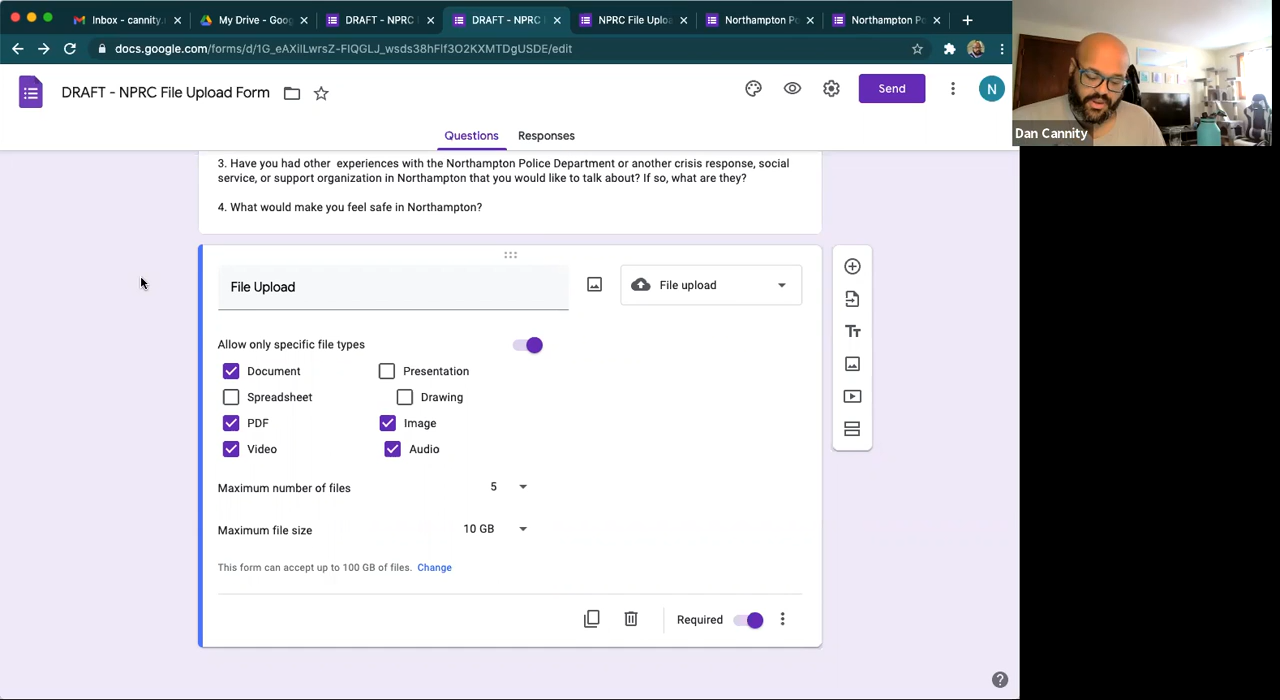 Inbox - cannity.
My Drive - Goog
DRAFT - NPRC
DRAFT - NPRC
NPRC File Uploa
Northampton Po
Northampton Po
docs.google.com/forms/d/
/edit
DRAFT - NPRC File Upload Form
Send
N
Dan Cannity
Questions
Responses
3. Have you had other experiences with the Northampton Police Department or another crisis response, social
service, or support organization in Northampton that you would like to talk about? If so, what are they?
4. What would make you feel safe in Northampton?
File Upload
File upload
Allow only specific file types
Document
Presentation
Spreadsheet
Drawing
PDF
Image
Video
Audio
Maximum number of files
5
Maximum file size
10 GB
This form can accept up to 100 GB of files. Change
Required
Tт
?